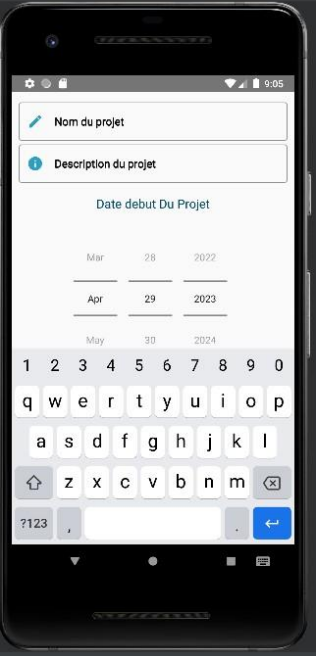 9:05
Nom du projet
Description du projet
Date debut Du Projet
Mar 28 2022
Apr 29 2023
May 30 2024
1 2 3 4 5 6 7 8 9 0
q w e r t y u i o p
a s d f g h j k l
z x c v b n m
?123 , .